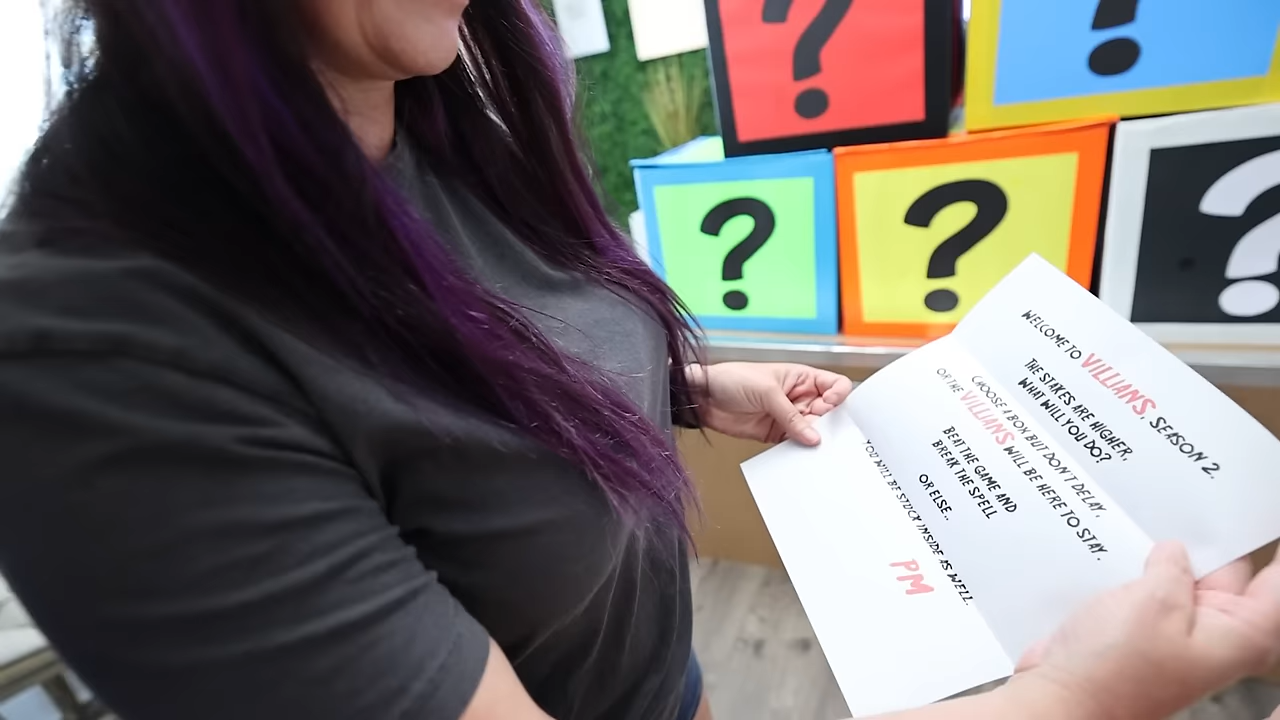 ?
?
?
?
?
WELCOME TO VILLIANS, SEASON 2.
THE STAKES ARE HIGHER,
WHAT WILL YOU DO?
CHOOSE A BOX BUT DON'T DELAY,
OR THE VILLIANS WILL BE HERE TO STAY.
BEAT THE GAME AND
BREAK THE SPELL
OR ELSE..
YOU WILL BE STUCK INSIDE AS WELL.
PM